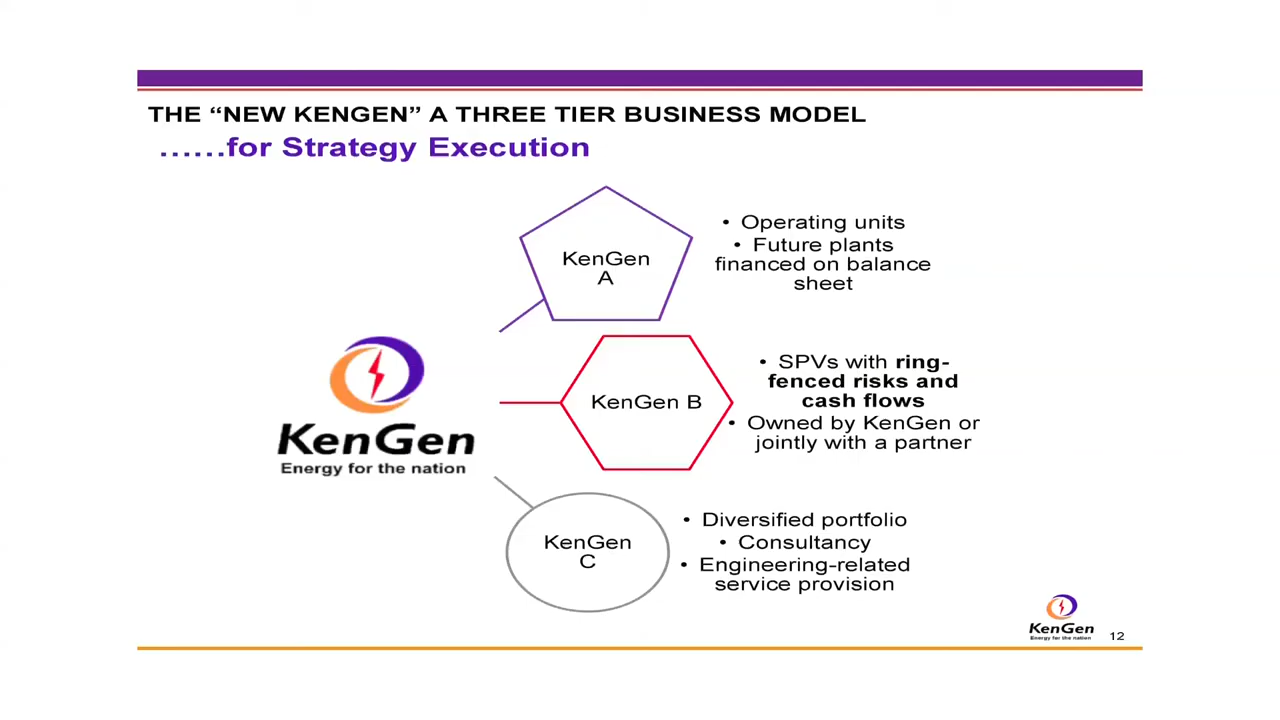 THE “NEW KENGEN” A THREE TIER BUSINESS MODEL
……for Strategy Execution
KenGen
A
• Operating units
• Future plants
financed on balance
sheet
KenGen
Energy for the nation
KenGen B
• SPVs with ring-
fenced risks and
cash flows
• Owned by KenGen or
jointly with a partner
KenGen
C
• Diversified portfolio
• Consultancy
• Engineering-related
service provision
KenGen
Energy for the nation
12